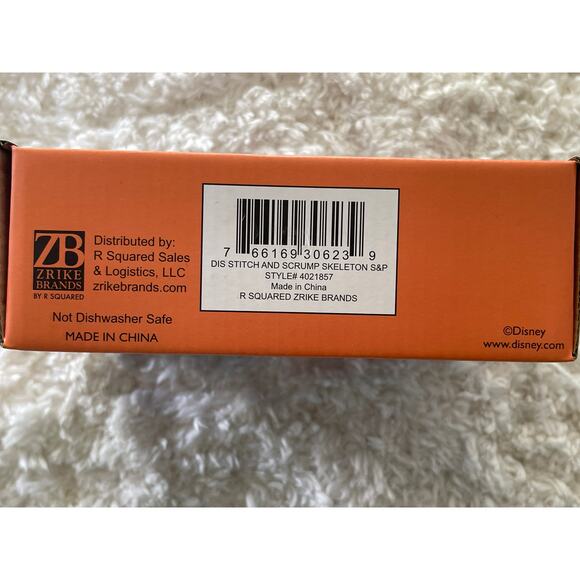 ZB
ZRIKE
BRANDS
BY R SQUARED
Distributed by:
R Squared Sales
& Logistics, LLC
zrikebrands.com
Not Dishwasher Safe
MADE IN CHINA
7 66169 30623 9
DIS STITCH AND SCRUMP SKELETON S&P
STYLE# 4021857
Made in China
R SQUARED ZRIKE BRANDS
©Disney
www.disney.com